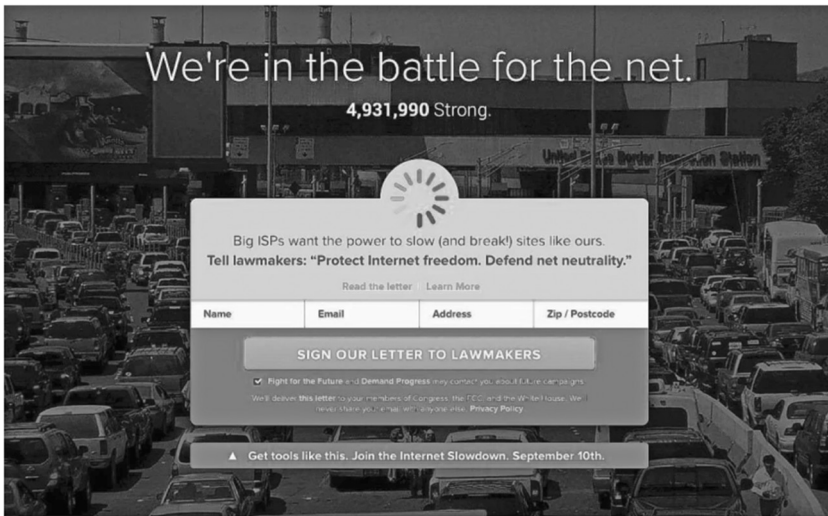 We're in the battle for the net.
4,931,990 Strong.
Border Station
Big ISPs want the power to slow (and break!) sites like ours.
Tell lawmakers: “Protect Internet freedom. Defend net neutrality.”
Read the letter Learn More
Name Email Address Zip / Postcode
SIGN OUR LETTER TO LAWMAKERS
Fight for the Future and Demand Progress may contact you about future campaigns.
We'll deliver this letter to your members of Congress, the FCC, and the White House. We'll
never share your email with anyone else. Privacy Policy
▲ Get tools like this. Join the Internet Slowdown. September 10th.